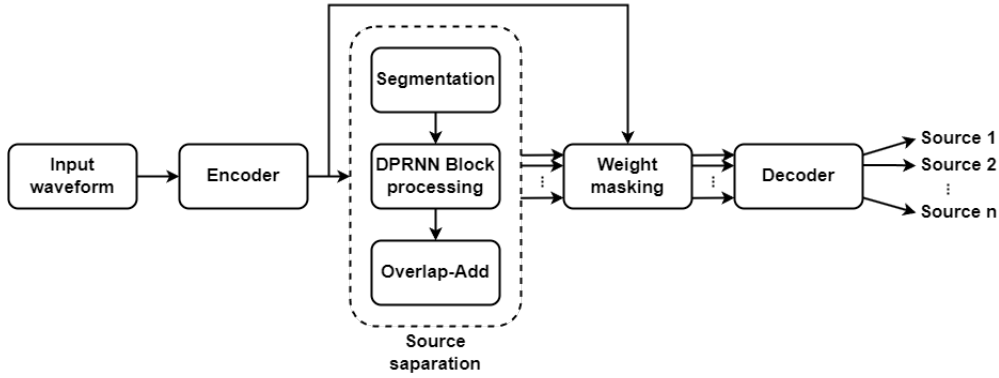 Input
waveform
Encoder
Segmentation
DPRNN Block
processing
Overlap-Add
Source
saparation
Weight
masking
Decoder
Source 1
Source 2
Source n